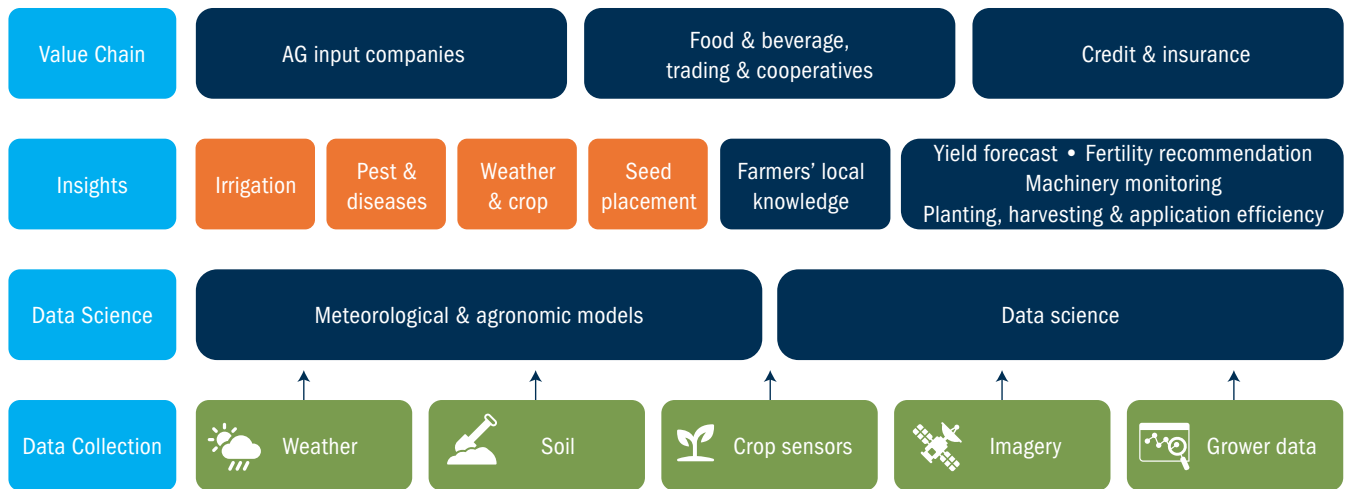 Value Chain
AG input companies
Food & beverage,
trading & cooperatives
Credit & insurance
Insights
Irrigation
Pest &
diseases
Weather
& crop
Seed
placement
Farmers' local
knowledge
Yield forecast • Fertility recommendation
Machinery monitoring
Planting, harvesting & application efficiency
Data Science
Meteorological & agronomic models
Data science
Data Collection
Weather
Soil
Crop sensors
Imagery
Grower data